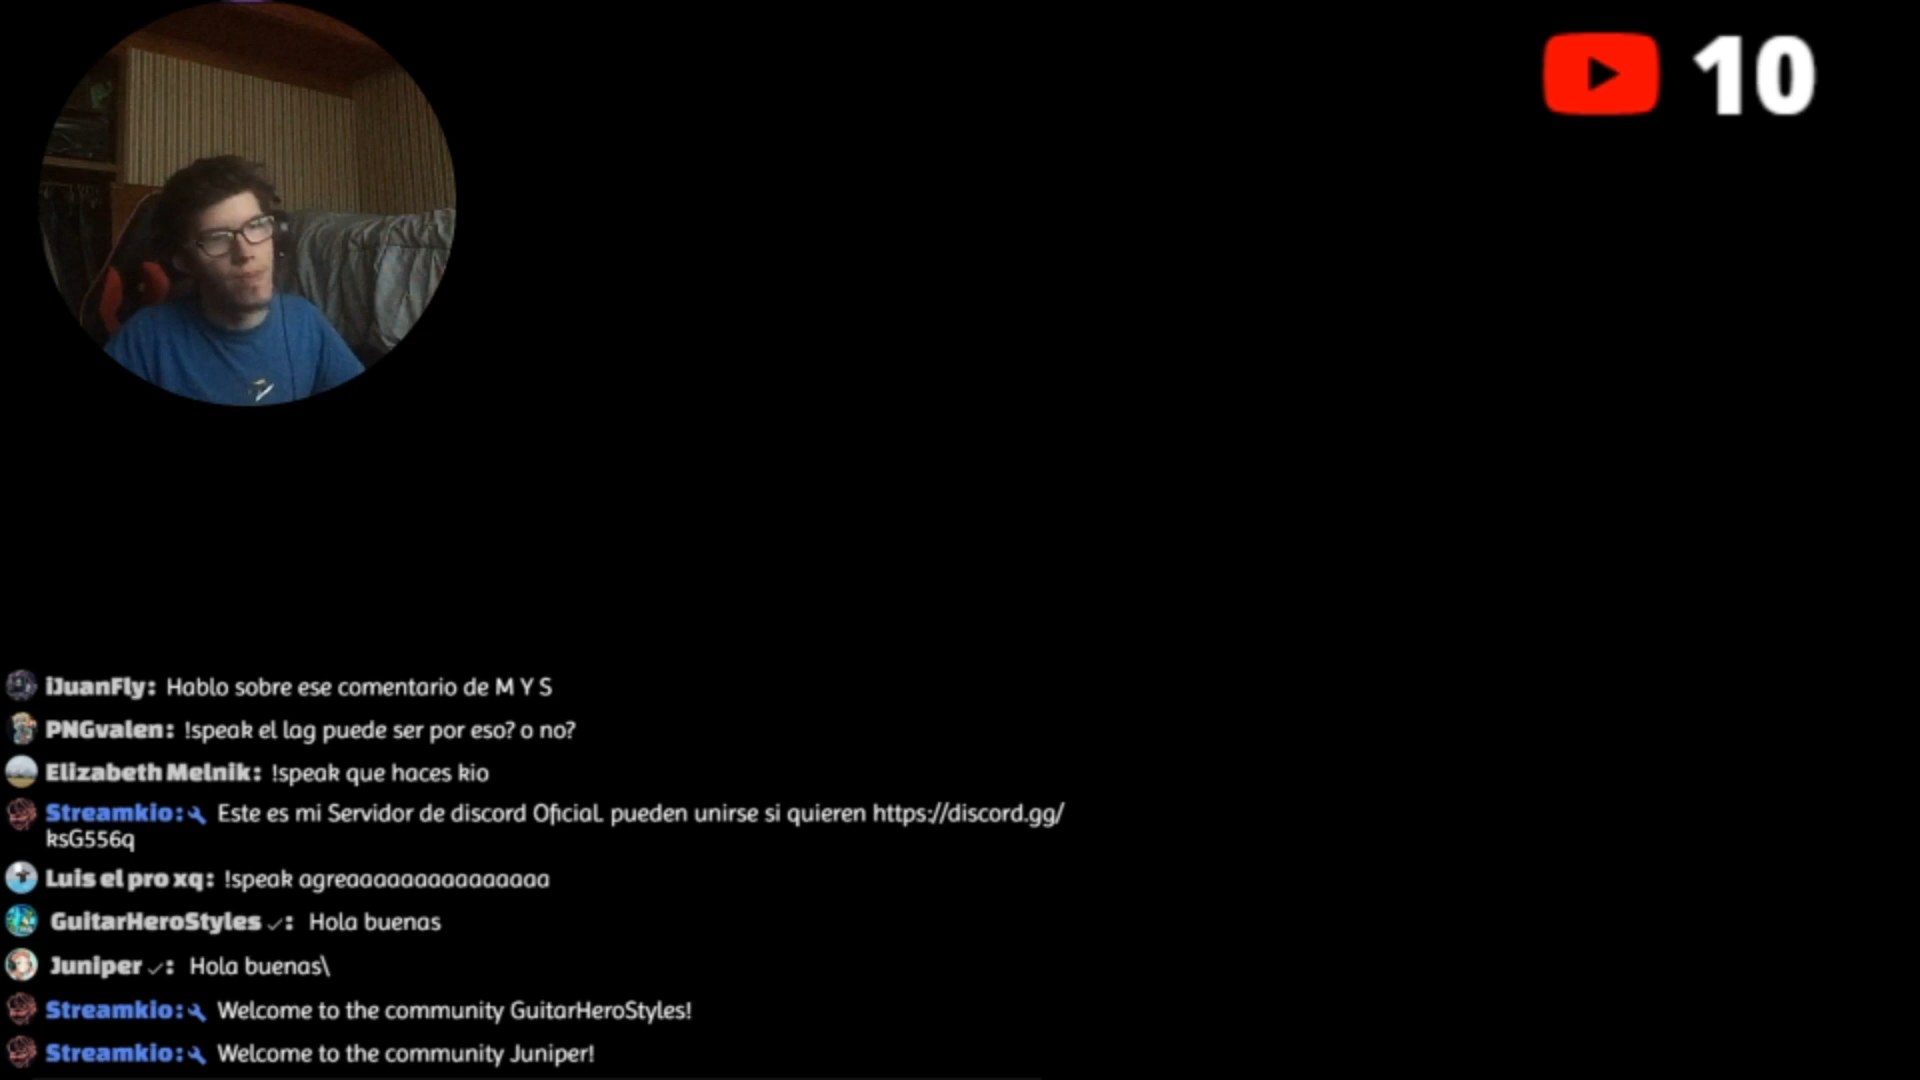 10
iJuanFly: Hablo sobre ese comentario de M Y S
PNGvalen: !speak el lag puede ser por eso? o no?
Elizabeth Melnik: !speak que haces kio
Streamkio: Este es mi Servidor de discord Oficial. pueden unirse si quieren https://discord.gg/
ksG556q
Luis el pro xq: !speak agreaaaaaaaaaaaaaaa
GuitarHeroStyles ✓: Hola buenas
Juniper ✓: Hola buenas\
Streamkio: Welcome to the community GuitarHeroStyles!
Streamkio: Welcome to the community Juniper!